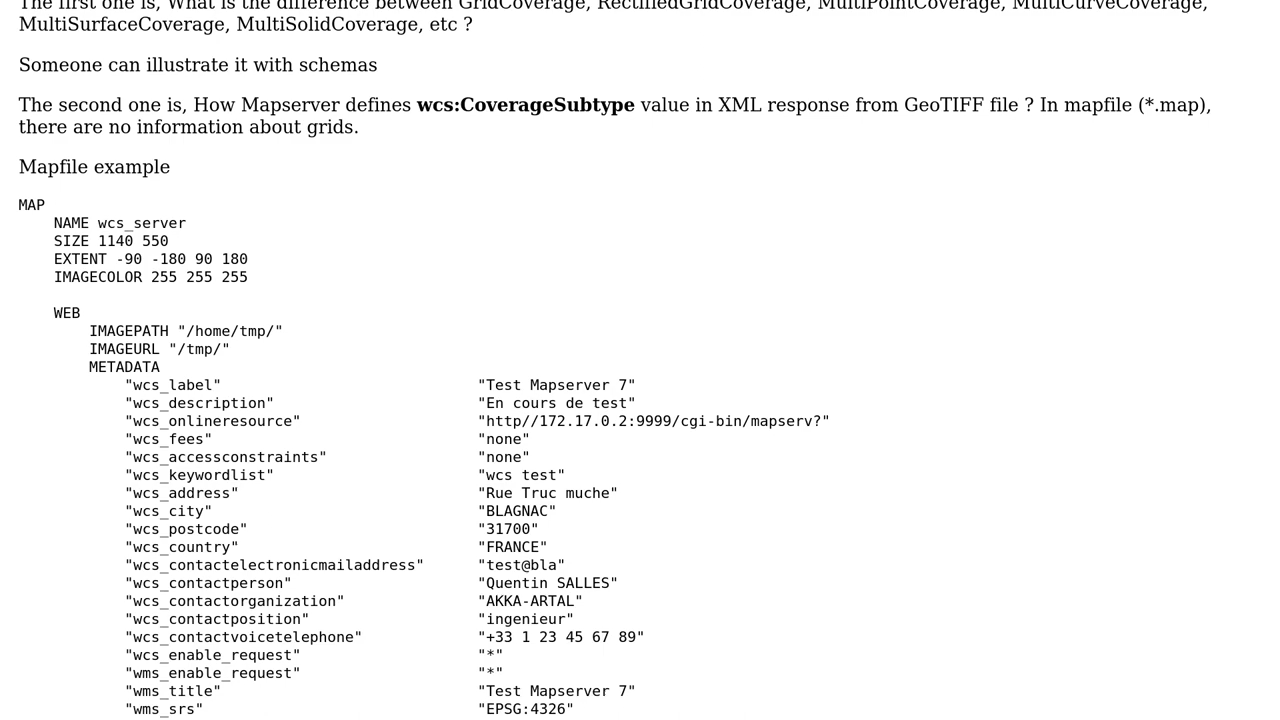 The first one is, What is the difference between GridCoverage, RectifiedGridCoverage, MultiPointCoverage, MultiCurveCoverage,
MultiSurfaceCoverage, MultiSolidCoverage, etc ?
Someone can illustrate it with schemas
The second one is, How Mapserver defines wcs:CoverageSubtype value in XML response from GeoTIFF file ? In mapfile (*.map),
there are no information about grids.
Mapfile example
MAP
    NAME wcs_server
    SIZE 1140 550
    EXTENT -90 -180 90 180
    IMAGECOLOR 255 255 255
    WEB
        IMAGEPATH "/home/tmp/"
        IMAGEURL "/tmp/"
        METADATA
            "wcs_label"                             "Test Mapserver 7"
            "wcs_description"                       "En cours de test"
            "wcs_onlineresource"                    "http//172.17.0.2:9999/cgi-bin/mapserv?"
            "wcs_fees"                              "none"
            "wcs_accessconstraints"                 "none"
            "wcs_keywordlist"                       "wcs test"
            "wcs_address"                           "Rue Truc muche"
            "wcs_city"                              "BLAGNAC"
            "wcs_postcode"                          "31700"
            "wcs_country"                           "FRANCE"
            "wcs_contactelectronicmailaddress"      "test@bla"
            "wcs_contactperson"                     "Quentin SALLES"
            "wcs_contactorganization"               "AKKA-ARTAL"
            "wcs_contactposition"                   "ingenieur"
            "wcs_contactvoicetelephone"             "+33 1 23 45 67 89"
            "wcs_enable_request"                    "*"
            "wms_enable_request"                    "*"
            "wms_title"                             "Test Mapserver 7"
            "wms_srs"                               "EPSG:4326"